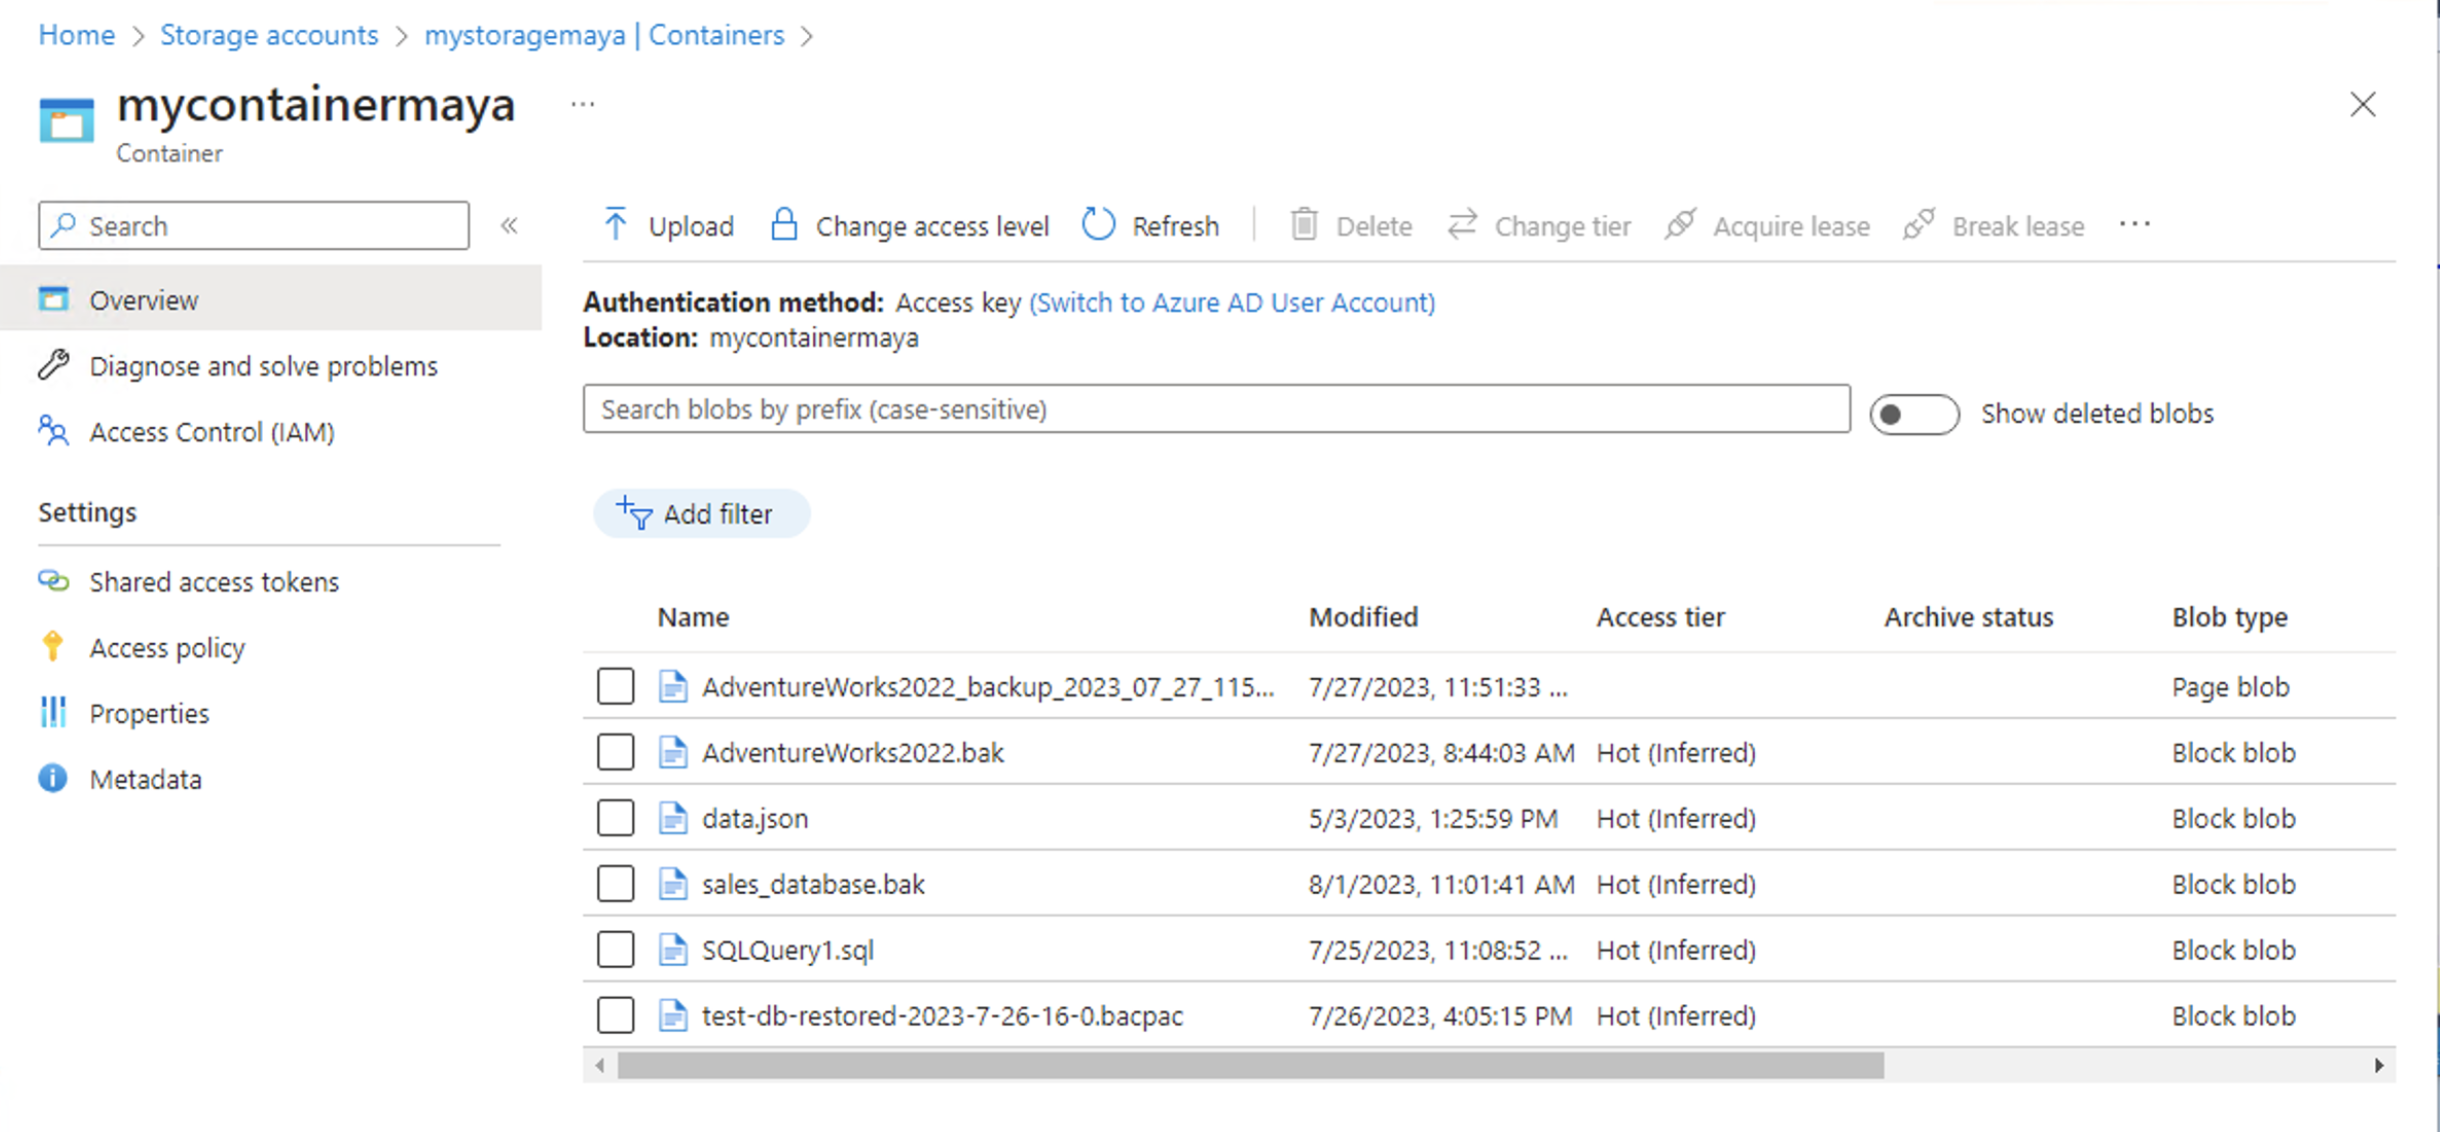 Home > Storage accounts > mystoragemaya | Containers >
mycontainermaya ...
Container
Search «
Upload Change access level Refresh Delete Change tier Acquire lease Break lease ...
Overview
Diagnose and solve problems
Access Control (IAM)
Settings
Shared access tokens
Access policy
Properties
Metadata
Authentication method: Access key (Switch to Azure AD User Account)
Location: mycontainermaya
Search blobs by prefix (case-sensitive) Show deleted blobs
Add filter
Name Modified Access tier Archive status Blob type
AdventureWorks2022_backup_2023_07_27_115... 7/27/2023, 11:51:33 ... Page blob
AdventureWorks2022.bak 7/27/2023, 8:44:03 AM Hot (Inferred) Block blob
data.json 5/3/2023, 1:25:59 PM Hot (Inferred) Block blob
sales_database.bak 8/1/2023, 11:01:41 AM Hot (Inferred) Block blob
SQLQuery1.sql 7/25/2023, 11:08:52 ... Hot (Inferred) Block blob
test-db-restored-2023-7-26-16-0.bacpac 7/26/2023, 4:05:15 PM Hot (Inferred) Block blob